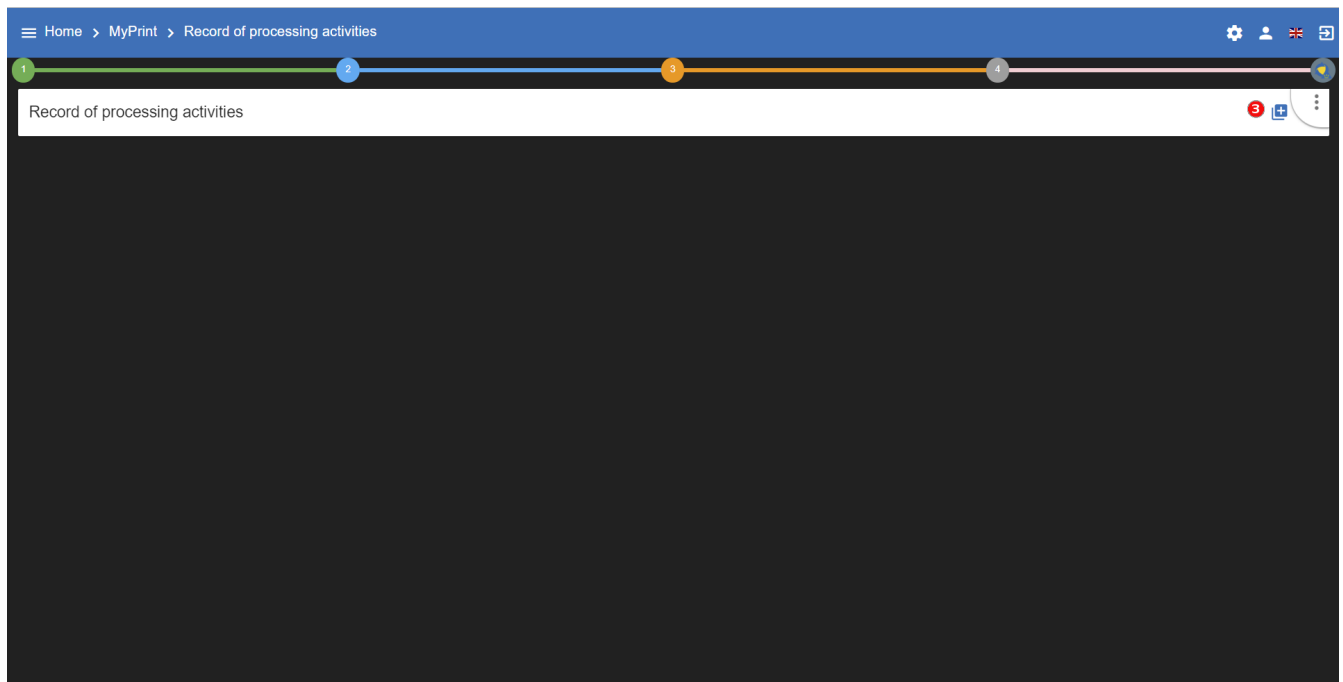 Home > MyPrint > Record of processing activities
1 2 3 4
Record of processing activities 3